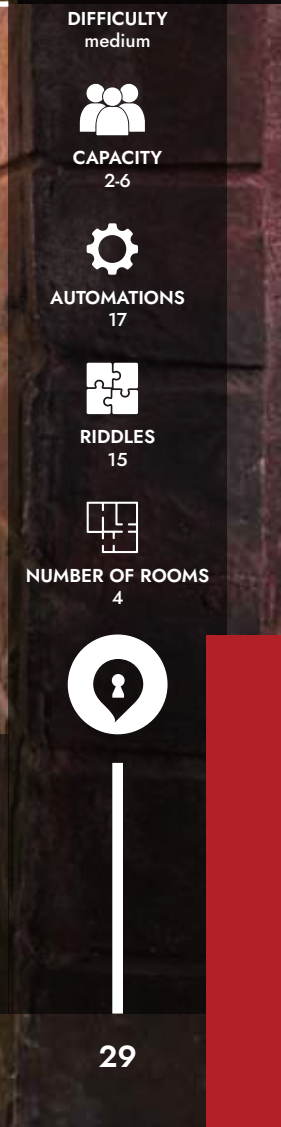 DIFFICULTY
medium
CAPACITY
2-6
AUTOMATIONS
17
RIDDLES
15
NUMBER OF ROOMS
4
29